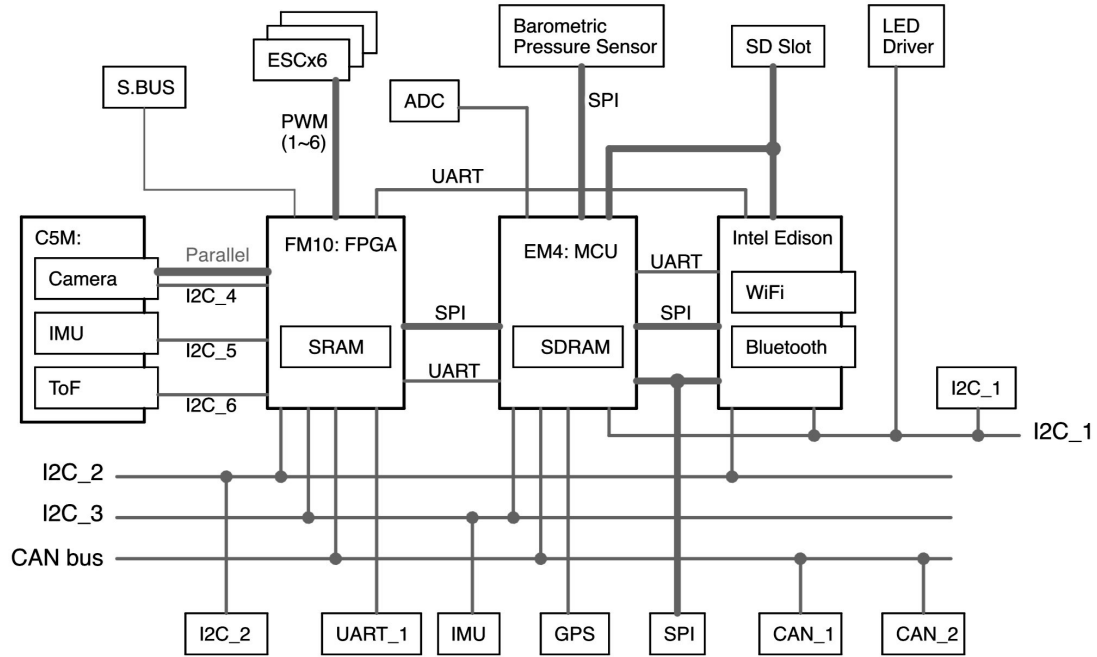 Barometric
Pressure Sensor
SD Slot
LED
Driver
ESCx6
S.BUS
ADC
PWM
(1~6)
SPI
UART
C5M:
FM10: FPGA
EM4: MCU
Intel Edison
Parallel
Camera
I2C_4
UART
WiFi
IMU
I2C_5
SPI
SRAM
SDRAM
SPI
Bluetooth
ToF
I2C_6
UART
I2C_1
I2C_1
I2C_2
I2C_3
CAN bus
I2C_2
UART_1
IMU
GPS
SPI
CAN_1
CAN_2